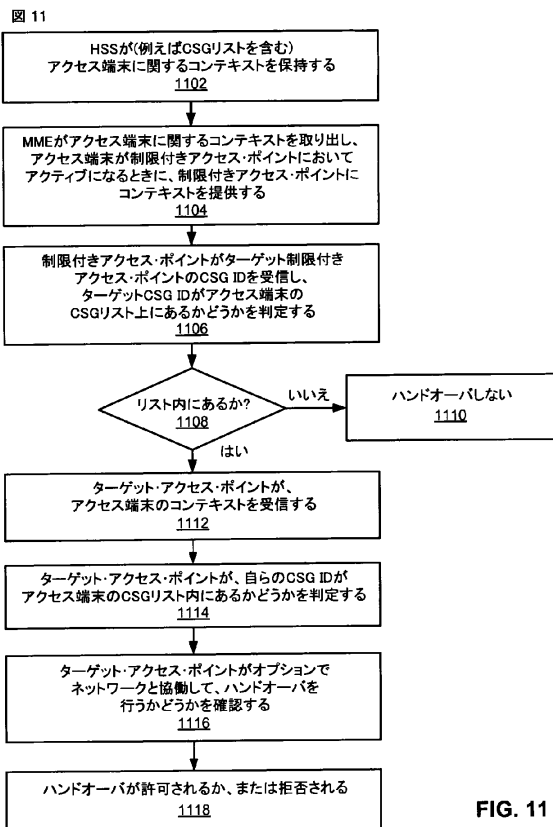 図 11
HSSが(例えばCSGリストを含む)
アクセス端末に関するコンテキストを保持する
1102
MMEがアクセス端末に関するコンテキストを取り出し、
アクセス端末が制限付きアクセス・ポイントにおいて
アクティブになるときに、制限付きアクセス・ポイントに
コンテキストを提供する
1104
制限付きアクセス・ポイントがターゲット制限付き
アクセス・ポイントのCSG IDを受信し、
ターゲットCSG IDがアクセス端末の
CSGリスト上にあるかどうかを判定する
1106
リスト内にあるか?
1108
いいえ
ハンドオーバしない
1110
はい
ターゲット・アクセス・ポイントが、
アクセス端末のコンテキストを受信する
1112
ターゲット・アクセス・ポイントが、自らのCSG IDが
アクセス端末のCSGリスト内にあるかどうかを判定する
1114
ターゲット・アクセス・ポイントがオプションで
ネットワークと協働して、ハンドオーバを
行うかどうかを確認する
1116
ハンドオーバが許可されるか、または拒否される
1118
FIG. 11